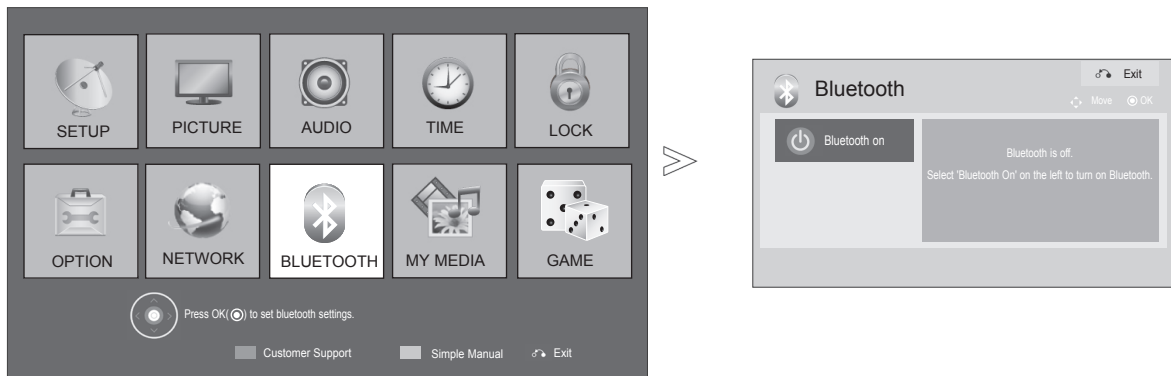 SETUP
PICTURE
AUDIO
TIME
LOCK
OPTION
NETWORK
BLUETOOTH
MY MEDIA
GAME
Press OK( ) to set bluetooth settings.
Customer Support
Simple Manual
Exit
Bluetooth
Exit
Move
OK
Bluetooth on
Bluetooth is off.
Select 'Bluetooth On' on the left to turn on Bluetooth.